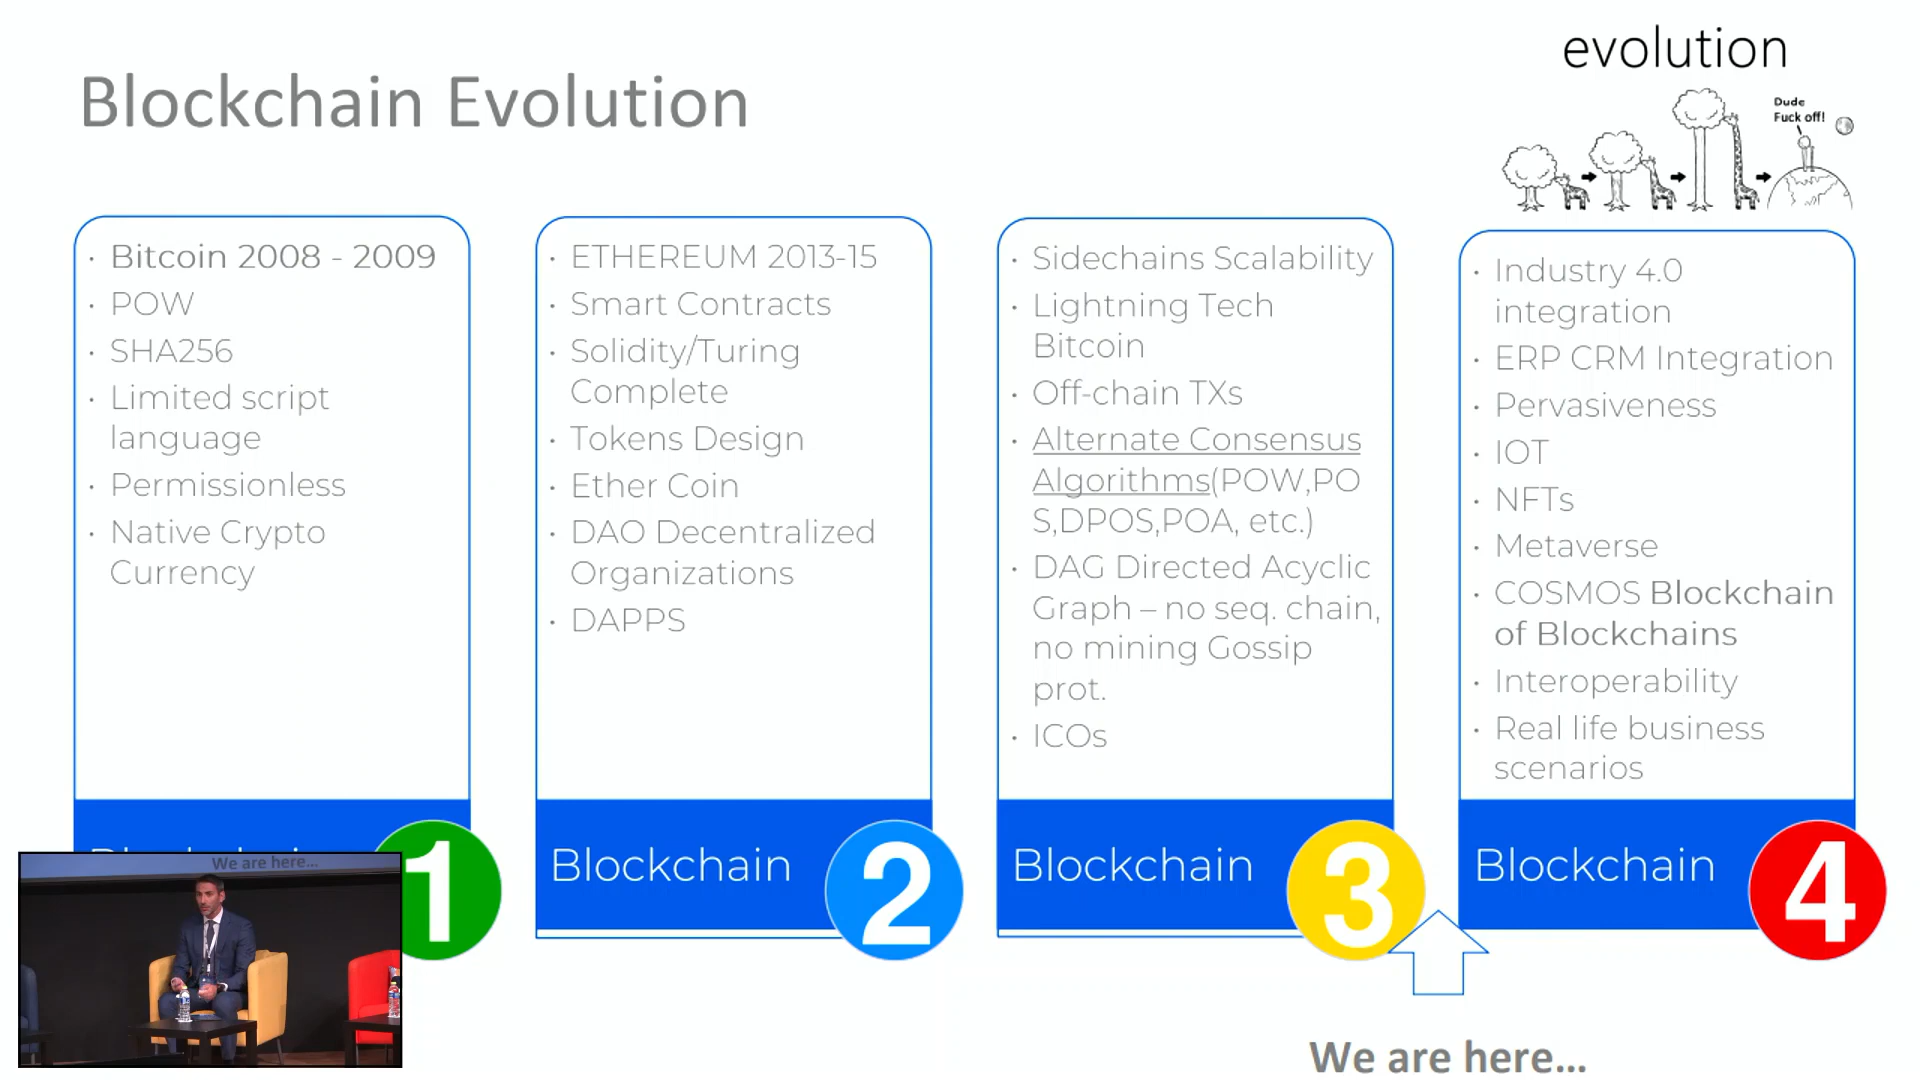 evolution
Blockchain Evolution
Dude
Fuck off!
• Bitcoin 2008 - 2009
• POW
• SHA256
• Limited script
language
• Permissionless
• Native Crypto
Currency
• ETHEREUM 2013-15
• Smart Contracts
• Solidity/Turing
Complete
• Tokens Design
• Ether Coin
• DAO Decentralized
Organizations
• DAPPS
• Sidechains Scalability
• Lightning Tech
Bitcoin
• Off-chain TXs
• Alternate Consensus
Algorithms(POW,PO
S,DPOS,POA, etc.)
• DAG Directed Acyclic
Graph – no seq. chain,
no mining Gossip
prot.
• ICOs
• Industry 4.0
integration
• ERP CRM Integration
• Pervasiveness
• IOT
• NFTs
• Metaverse
• COSMOS Blockchain
of Blockchains
• Interoperability
• Real life business
scenarios
1
Blockchain 2
Blockchain 3
Blockchain 4
We are here...
We are here...